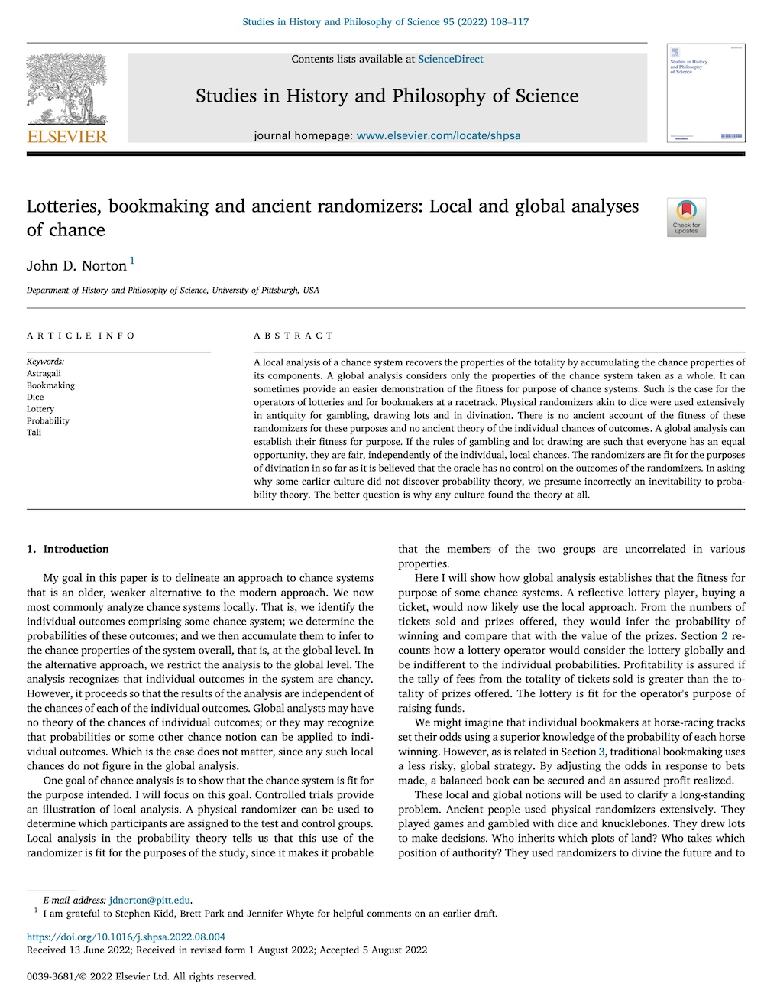 Studies in History and Philosophy of Science 95 (2022) 108–117
Contents lists available at ScienceDirect
Studies in History and Philosophy of Science
journal homepage: www.elsevier.com/locate/shpsa
ELSEVIER
Studies in History
and Philosophy
of Science
Lotteries, bookmaking and ancient randomizers: Local and global analyses
of chance
Check for
updates
John D. Norton 1
Department of History and Philosophy of Science, University of Pittsburgh, USA
ARTICLE INFO
Keywords:
Astragali
Bookmaking
Dice
Lottery
Probability
Tali
ABSTRACT
A local analysis of a chance system recovers the properties of the totality by accumulating the chance properties of
its components. A global analysis considers only the properties of the chance system taken as a whole. It can
sometimes provide an easier demonstration of the fitness for purpose of chance systems. Such is the case for the
operators of lotteries and for bookmakers at a racetrack. Physical randomizers akin to dice were used extensively
in antiquity for gambling, drawing lots and in divination. There is no ancient account of the fitness of these
randomizers for these purposes and no ancient theory of the individual chances of outcomes. A global analysis can
establish their fitness for purpose. If the rules of gambling and lot drawing are such that everyone has an equal
opportunity, they are fair, independently of the individual, local chances. The randomizers are fit for the purposes
of divination in so far as it is believed that the oracle has no control on the outcomes of the randomizers. In asking
why some earlier culture did not discover probability theory, we presume incorrectly an inevitability to proba-
bility theory. The better question is why any culture found the theory at all.
1. Introduction
My goal in this paper is to delineate an approach to chance systems
that is an older, weaker alternative to the modern approach. We now
most commonly analyze chance systems locally. That is, we identify the
individual outcomes comprising some chance system; we determine the
probabilities of these outcomes; and we then accumulate them to infer to
the chance properties of the system overall, that is, at the global level. In
the alternative approach, we restrict the analysis to the global level. The
analysis recognizes that individual outcomes in the system are chancy.
However, it proceeds so that the results of the analysis are independent of
the chances of each of the individual outcomes. Global analysts may have
no theory of the chances of individual outcomes; or they may recognize
that probabilities or some other chance notion can be applied to indi-
vidual outcomes. Which is the case does not matter, since any such local
chances do not figure in the global analysis.
One goal of chance analysis is to show that the chance system is fit for
the purpose intended. I will focus on this goal. Controlled trials provide
an illustration of local analysis. A physical randomizer can be used to
determine which participants are assigned to the test and control groups.
Local analysis in the probability theory tells us that this use of the
randomizer is fit for the purposes of the study, since it makes it probable
that the members of the two groups are uncorrelated in various
properties.
Here I will show how global analysis establishes that the fitness for
purpose of some chance systems. A reflective lottery player, buying a
ticket, would now likely use the local approach. From the numbers of
tickets sold and prizes offered, they would infer the probability of
winning and compare that with the value of the prizes. Section 2 re-
counts how a lottery operator would consider the lottery globally and
be indifferent to the individual probabilities. Profitability is assured if
the tally of fees from the totality of tickets sold is greater than the to-
tality of prizes offered. The lottery is fit for the operator's purpose of
raising funds.
We might imagine that individual bookmakers at horse-racing tracks
set their odds using a superior knowledge of the probability of each horse
winning. However, as is related in Section 3, traditional bookmaking uses
a less risky, global strategy. By adjusting the odds in response to bets
made, a balanced book can be secured and an assured profit realized.
These local and global notions will be used to clarify a long-standing
problem. Ancient people used physical randomizers extensively. They
played games and gambled with dice and knucklebones. They drew lots
to make decisions. Who inherits which plots of land? Who takes which
position of authority? They used randomizers to divine the future and to
E-mail address: jdnorton@pitt.edu.
1 I am grateful to Stephen Kidd, Brett Park and Jennifer Whyte for helpful comments on an earlier draft.
https://doi.org/10.1016/j.shpsa.2022.08.004
Received 13 June 2022; Received in revised form 1 August 2022; Accepted 5 August 2022
0039-3681/© 2022 Elsevier Ltd. All rights reserved.